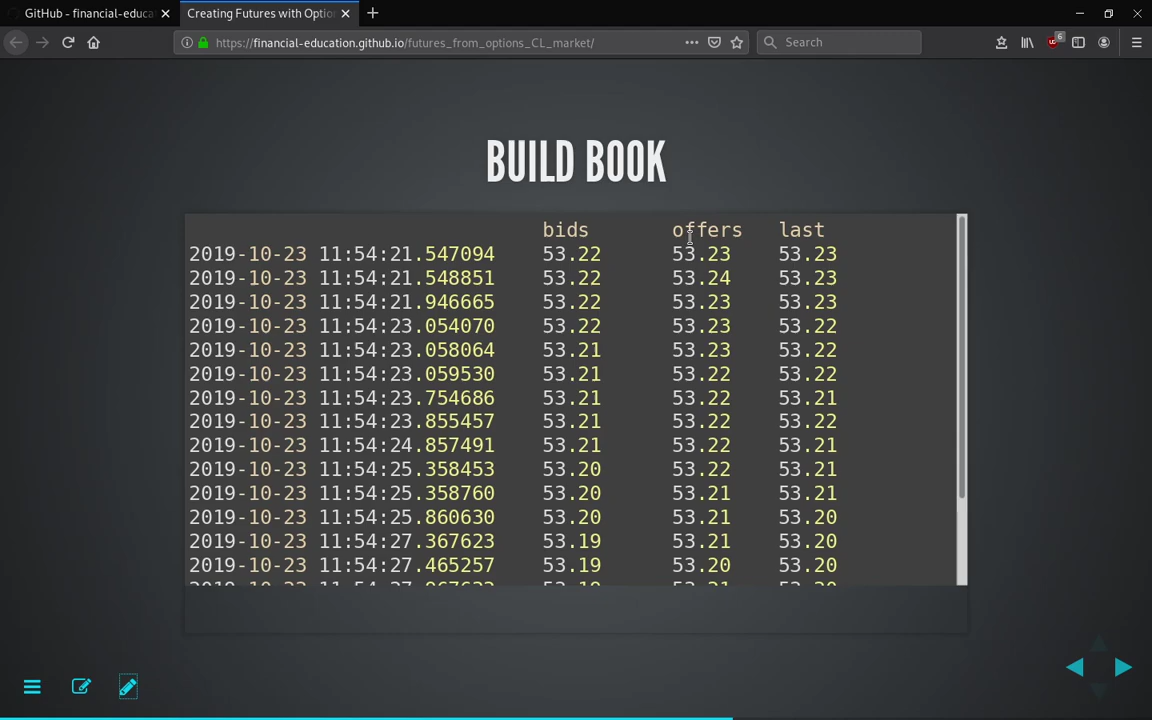 GitHub - financial-educa
Creating Futures with Optio
https://financial-education.github.io/futures_from_options_CL_market/
Search
6
BUILD BOOK
bids offers last
2019-10-23 11:54:21.547094 53.22 53.23 53.23
2019-10-23 11:54:21.548851 53.22 53.24 53.23
2019-10-23 11:54:21.946665 53.22 53.23 53.23
2019-10-23 11:54:23.054070 53.22 53.23 53.22
2019-10-23 11:54:23.058064 53.21 53.23 53.22
2019-10-23 11:54:23.059530 53.21 53.22 53.22
2019-10-23 11:54:23.754686 53.21 53.22 53.21
2019-10-23 11:54:23.855457 53.21 53.22 53.22
2019-10-23 11:54:24.857491 53.21 53.22 53.21
2019-10-23 11:54:25.358453 53.20 53.22 53.21
2019-10-23 11:54:25.358760 53.20 53.21 53.21
2019-10-23 11:54:25.860630 53.20 53.21 53.20
2019-10-23 11:54:27.367623 53.19 53.21 53.20
2019-10-23 11:54:27.465257 53.19 53.20 53.20